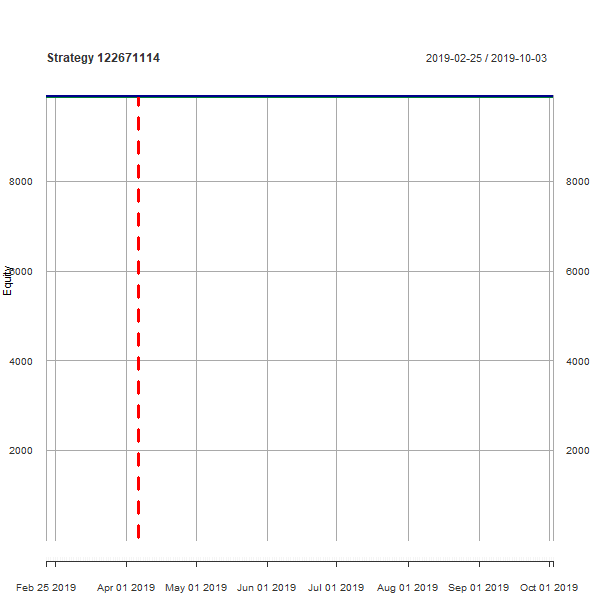 Strategy 122671114
2019-02-25 / 2019-10-03
8000
8000
Equity
6000
6000
4000
4000
2000
2000
Feb 25 2019
Apr 01 2019
May 01 2019
Jun 01 2019
Jul 01 2019
Aug 01 2019
Sep 01 2019
Oct 01 2019